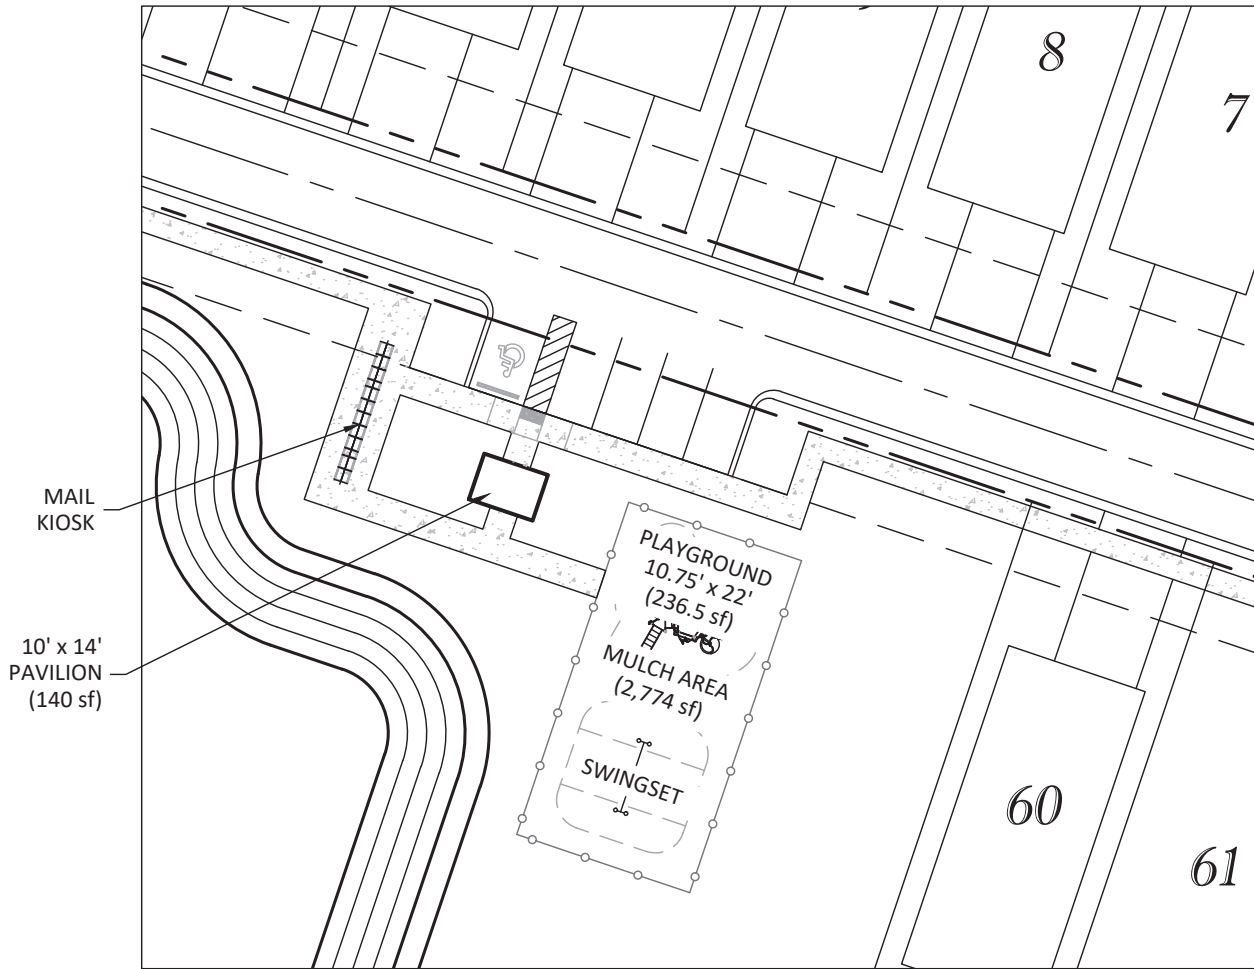 8
7
MAIL
KIOSK
PLAYGROUND
10.75' x 22'
(236.5 sf)
10' x 14'
PAVILION
(140 sf)
MULCH AREA
(2,774 sf)
SWINGSET
60
61